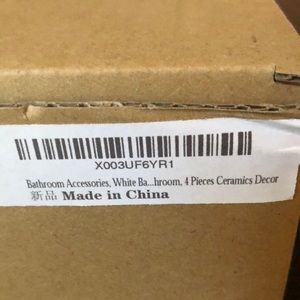 X003UF6YR1
Bathroom Accessories, White Ba...hroom, 4 Pieces Ceramics Decor
新品 Made in China